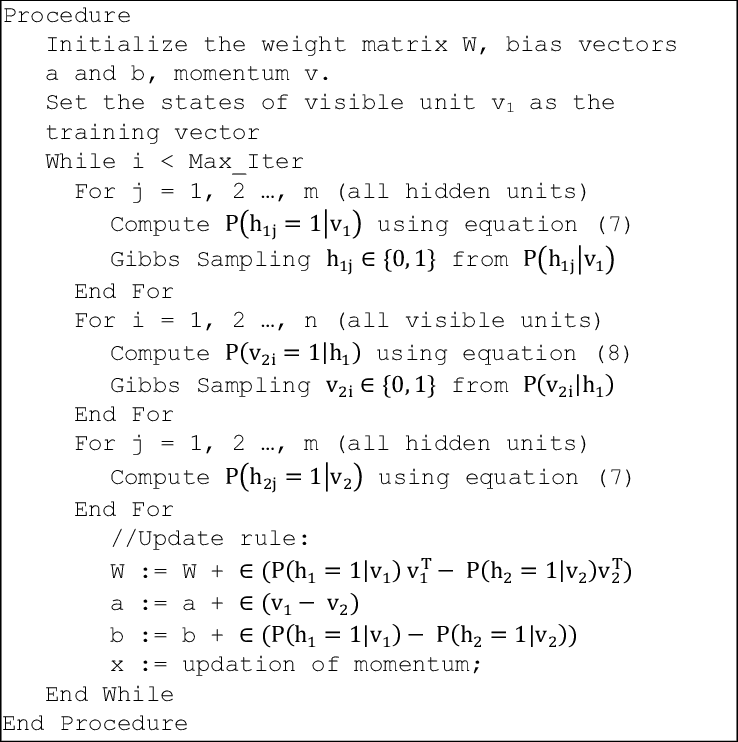 Procedure
Initialize the weight matrix W, bias vectors
a and b, momentum v.
Set the states of visible unit v₁ as the
training vector
While i < Max_Iter
For j = 1, 2 …, m (all hidden units)
Compute P(h₁ⱼ = 1|v₁) using equation (7)
Gibbs Sampling h₁ⱼ ∈ {0, 1} from P(h₁ⱼ|v₁)
End For
For i = 1, 2 …, n (all visible units)
Compute P(v₂ᵢ = 1|h₁) using equation (8)
Gibbs Sampling v₂ᵢ ∈ {0, 1} from P(v₂ᵢ|h₁)
End For
For j = 1, 2 …, m (all hidden units)
Compute P(h₂ⱼ = 1|v₂) using equation (7)
End For
//Update rule:
W := W + ∈ (P(h₁ = 1|v₁) v₁ᵀ − P(h₂ = 1|v₂)v₂ᵀ)
a := a + ∈ (v₁ − v₂)
b := b + ∈ (P(h₁ = 1|v₁) − P(h₂ = 1|v₂))
x := updation of momentum;
End While
End Procedure